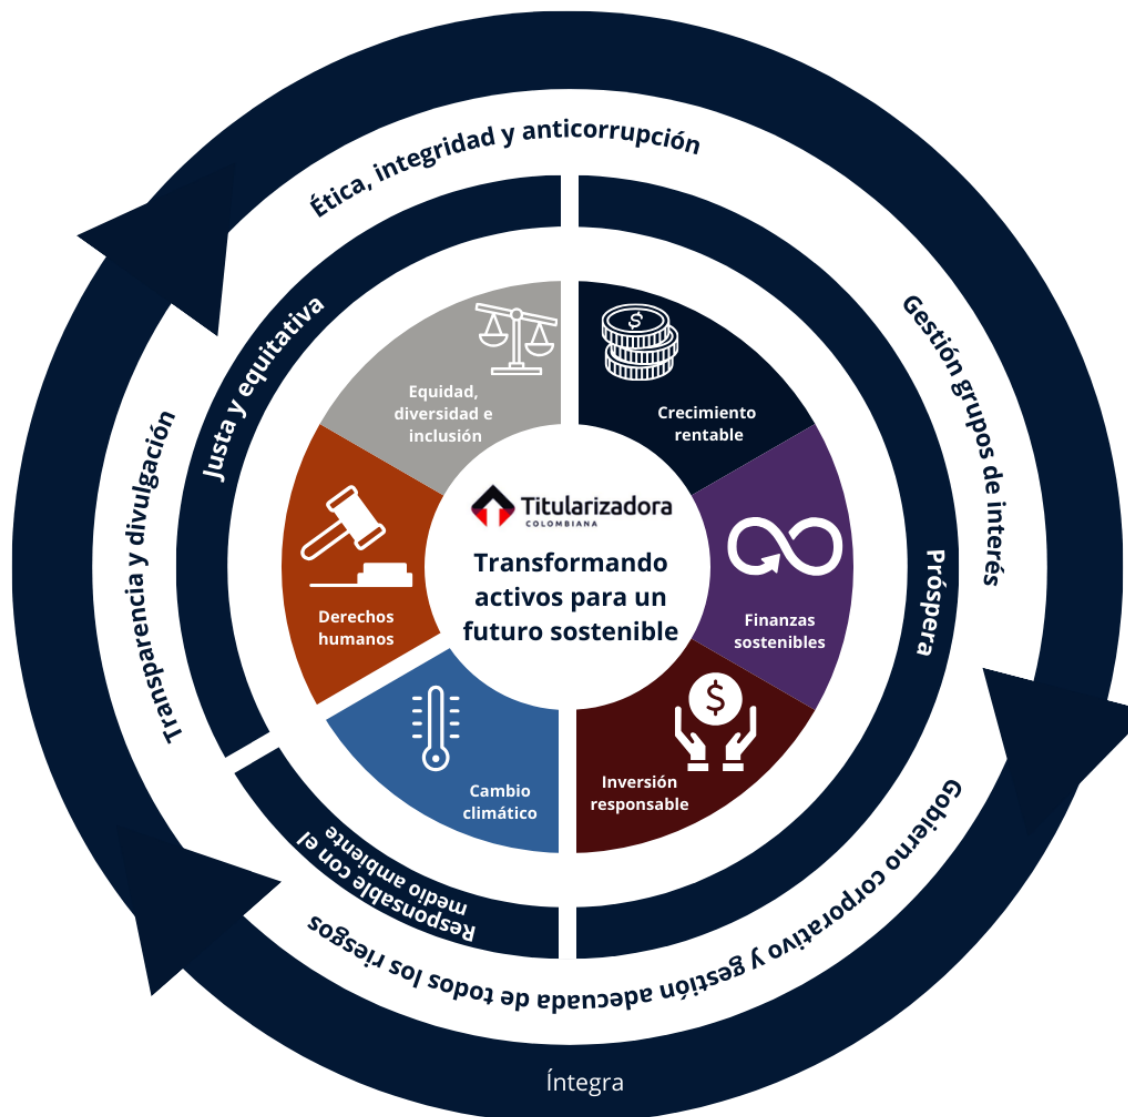 Ética, integridad y anticorrupción
Gestión grupos de interés
Gobierno corporativo y gestión adecuada de todos los riesgos
Transparencia y divulgación
Justa y equitativa
Próspera
Responsable con el
medio ambiente
Equidad,
diversidad e
inclusión
Crecimiento
rentable
Derechos
humanos
Finanzas
sostenibles
Cambio
climático
Inversión
responsable
Titularizadora
COLOMBIANA
Transformando
activos para un
futuro sostenible
Íntegra